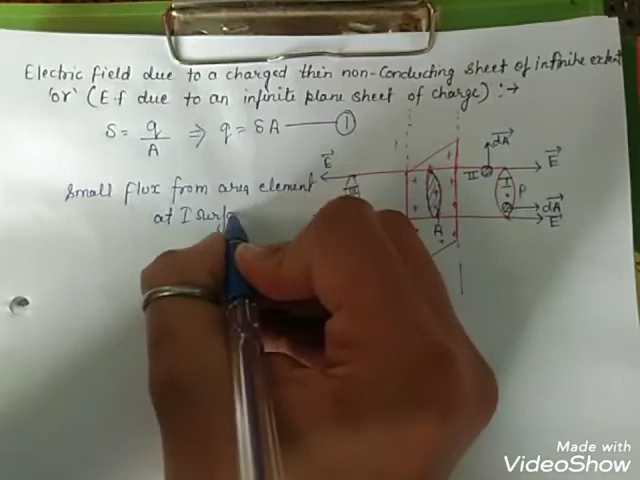 Electric field due to a charged thin non-Conducting sheet of infinite extent
'or' (E.f due to an infinite plane sheet of charge) :→
δ = q/A ⇒ q = δA — ①
small flux from area element
at I Surf
E
III
A
II
dA
E
I
P
dA
E
Made with
VideoShow